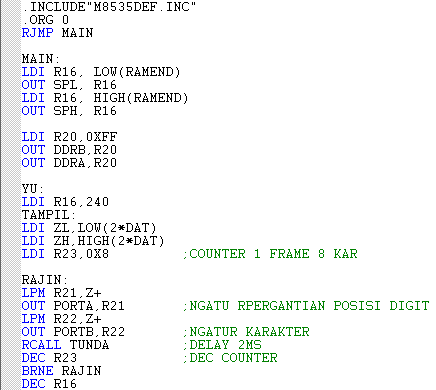 .INCLUDE"M8535DEF.INC"
.ORG 0
RJMP MAIN
MAIN:
LDI R16, LOW(RAMEND)
OUT SPL, R16
LDI R16, HIGH(RAMEND)
OUT SPH, R16
LDI R20,0XFF
OUT DDRB,R20
OUT DDRA,R20
YU:
LDI R16,240
TAMPIL:
LDI ZL,LOW(2*DAT)
LDI ZH,HIGH(2*DAT)
LDI R23,0X8 ;COUNTER 1 FRAME 8 KAR
RAJIN:
LPM R21,Z+
OUT PORTA,R21 ;NGATU RPERGANTIAN POSISI DIGIT
LPM R22,Z+
OUT PORTB,R22 ;NGATUR KARAKTER
RCALL TUNDA ;DELAY 2MS
DEC R23 ;DEC COUNTER
BRNE RAJIN
DEC R16